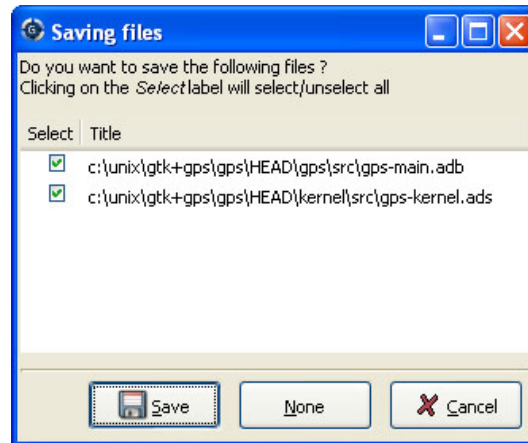 Saving files
Do you want to save the following files ?
Clicking on the Select label will select/unselect all
Select Title
c:\unix\gtk+gps\gps\HEAD\gps\src\gps-main.adb
c:\unix\gtk+gps\gps\HEAD\kernel\src\gps-kernel.ads
Save None Cancel